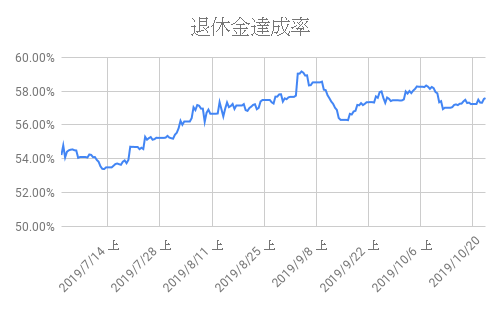 退休金達成率
60.00%
58.00%
56.00%
54.00%
52.00%
50.00%
2019/7/14 上
2019/7/28 上
2019/8/11 上
2019/8/25 上
2019/9/8 上
2019/9/22 上
2019/10/6 上
2019/10/20